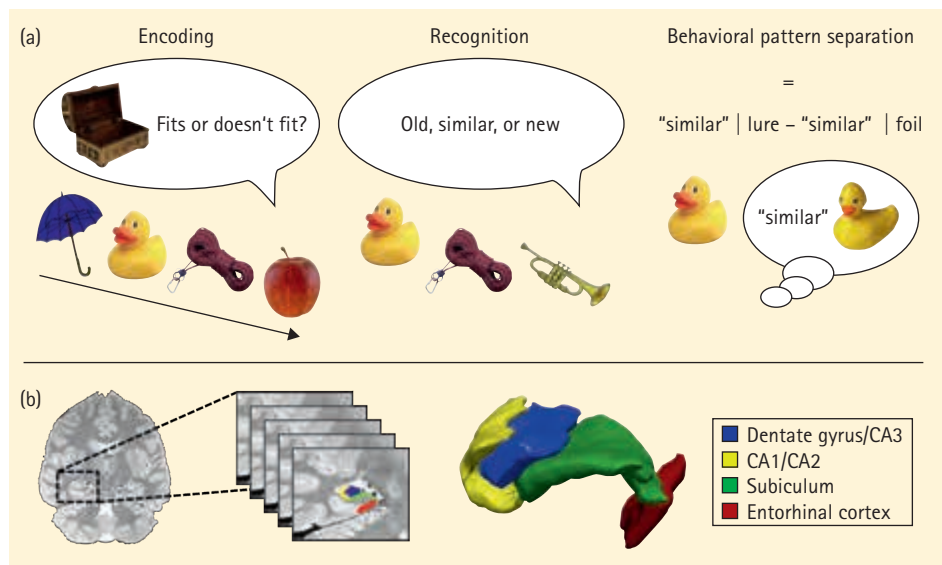 (a)
Encoding
Recognition
Behavioral pattern separation
=
"similar" | lure – "similar" | foil
Fits or doesn't fit?
Old, similar, or new
"similar"
(b)
Dentate gyrus/CA3
CA1/CA2
Subiculum
Entorhinal cortex